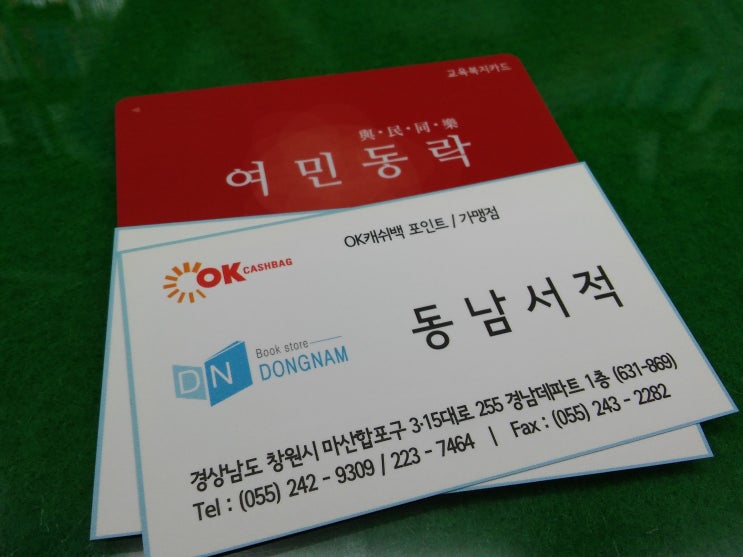 교육복지카드
與·民·同·樂
여민동락
OK캐쉬백 포인트 / 가맹점
OK CASHBAG
동남서적
DN
Book store
DONGNAM
경상남도 창원시 마산합포구 3·15대로 255 경남데파트 1층 (631-869)
Tel : (055) 242 - 9309 / 223 - 7464 | Fax : (055) 243 - 2282